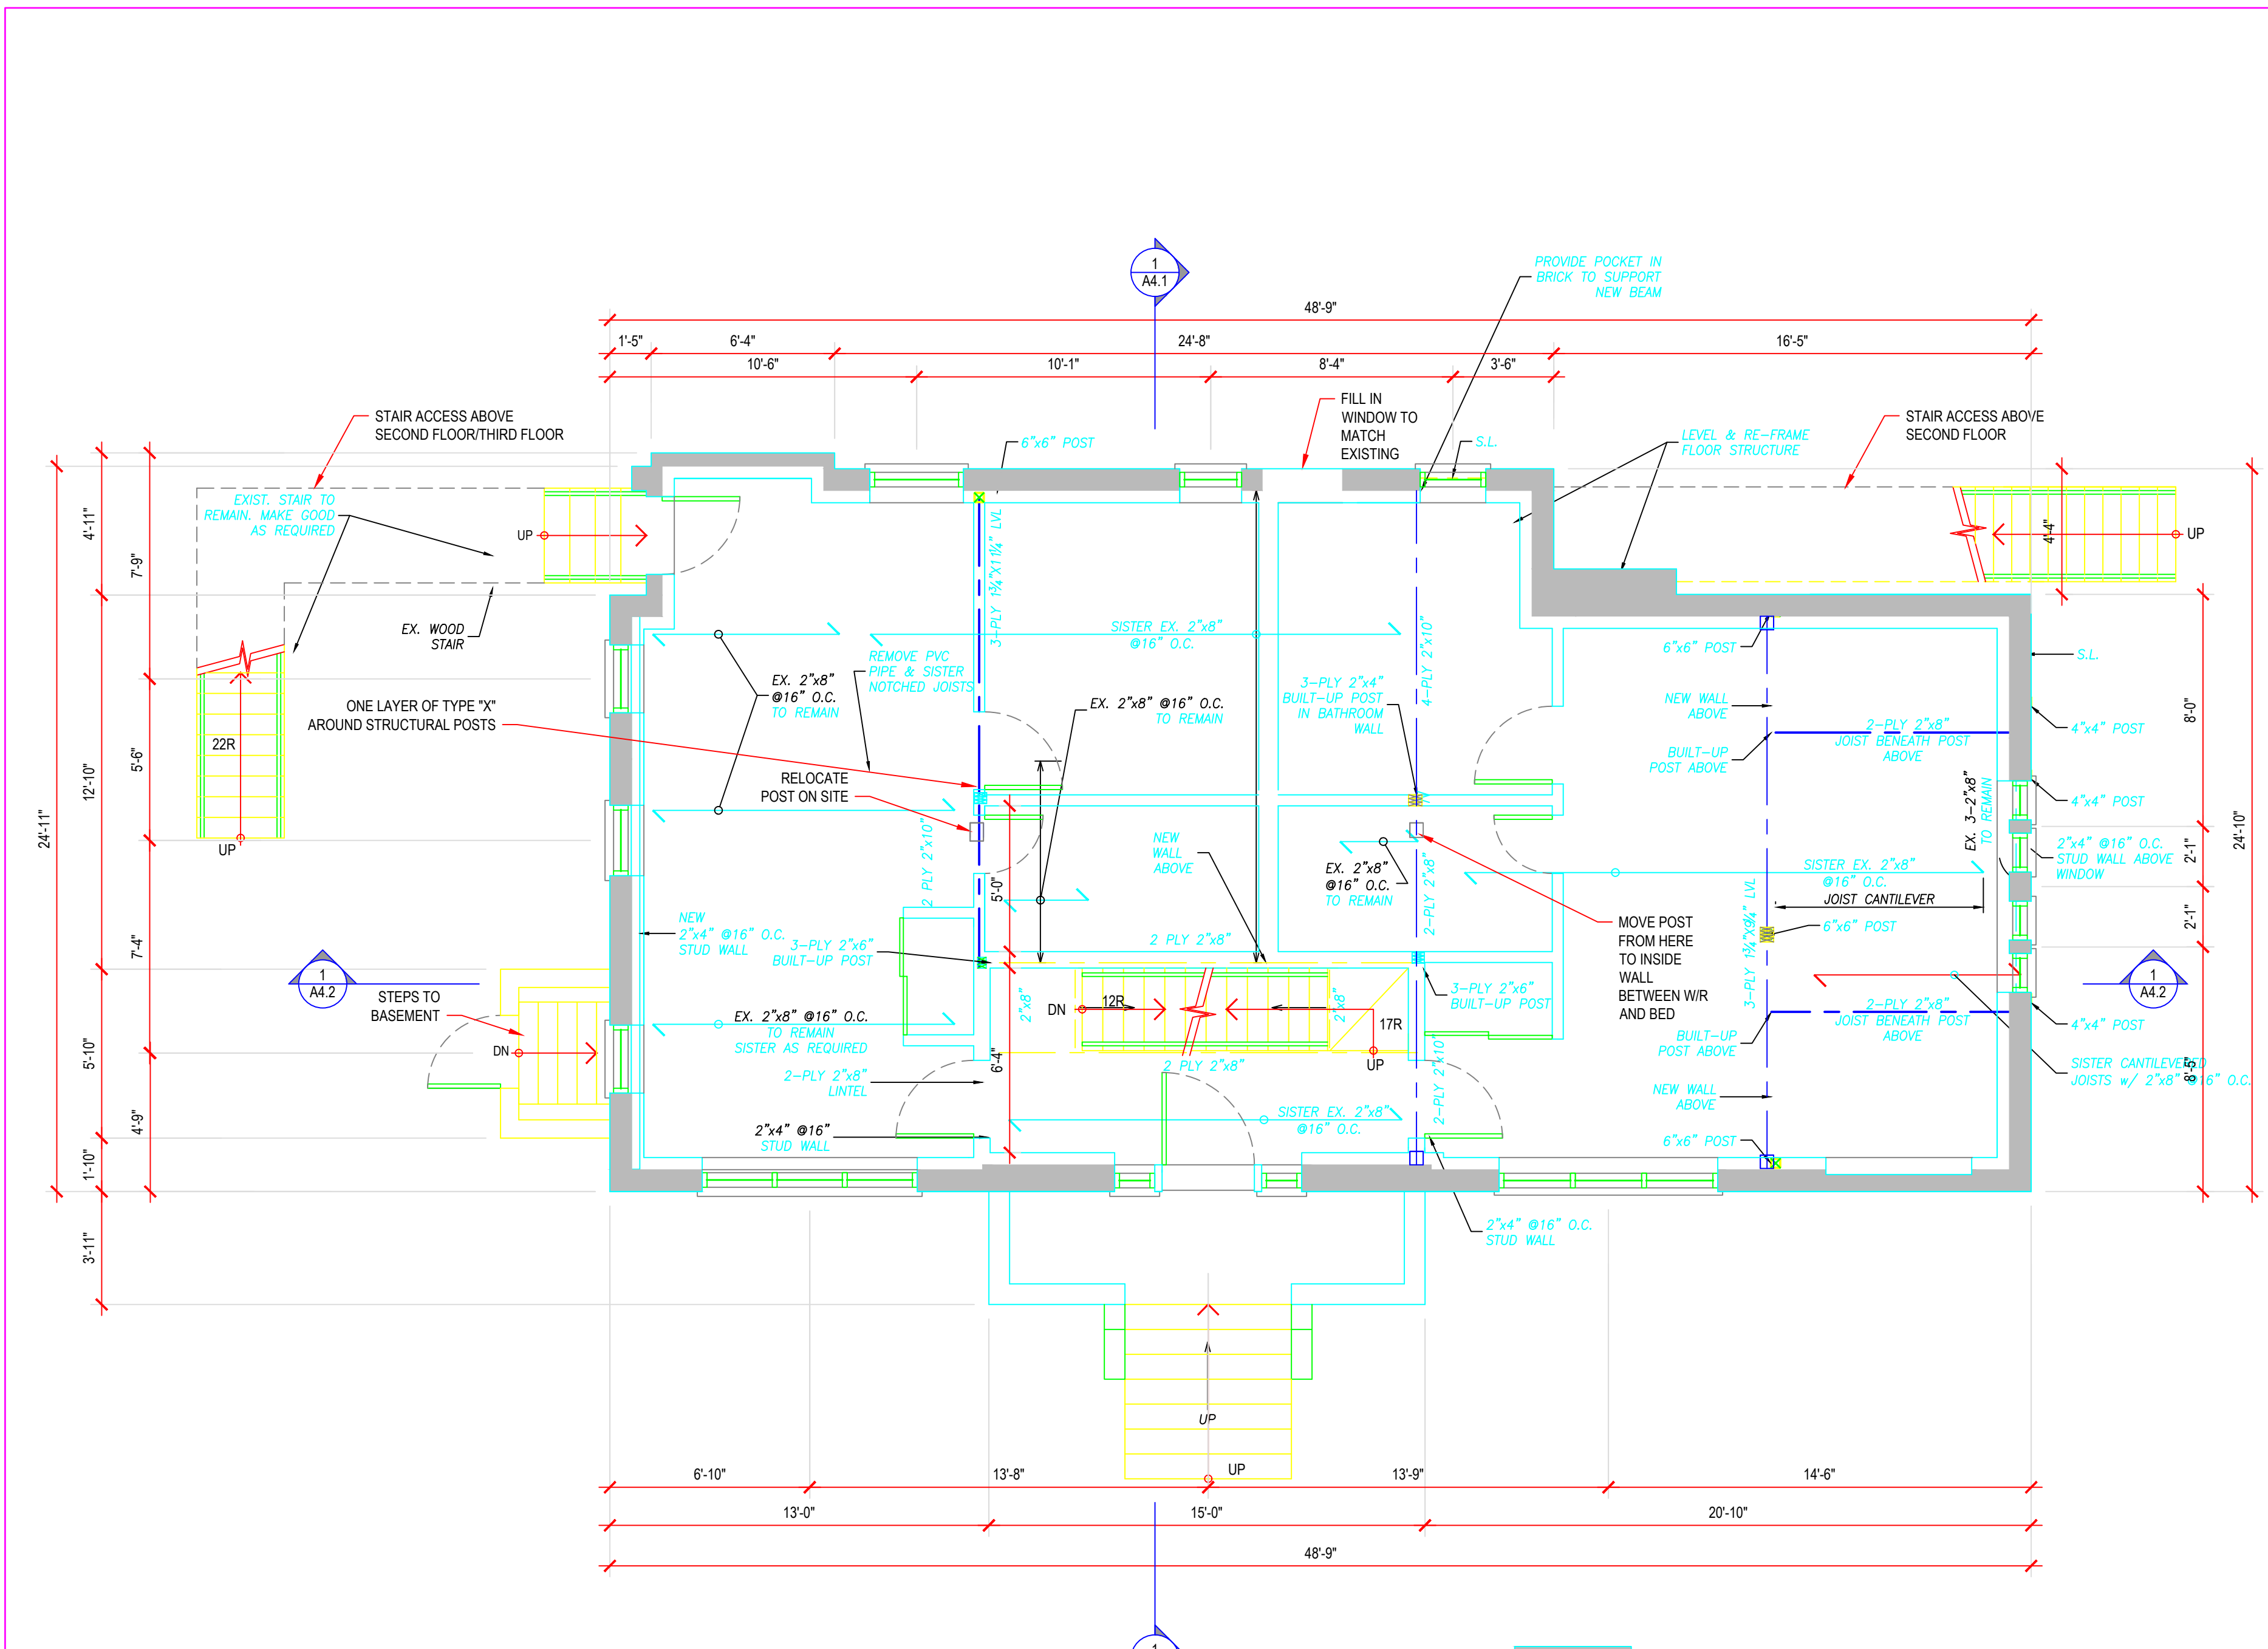 1
A4.1
PROVIDE POCKET IN
BRICK TO SUPPORT
NEW BEAM
48'-9"
1'-5"
6'-4"
24'-8"
16'-5"
10'-6"
10'-1"
8'-4"
3'-6"
STAIR ACCESS ABOVE
SECOND FLOOR/THIRD FLOOR
6"x6" POST
FILL IN
WINDOW TO
MATCH
EXISTING
S.L.
LEVEL & RE-FRAME
FLOOR STRUCTURE
STAIR ACCESS ABOVE
SECOND FLOOR
EXIST. STAIR TO
REMAIN. MAKE GOOD
AS REQUIRED
UP
UP
4'-4"
4'-11"
7'-9"
EX. WOOD
STAIR
3-PLY 1¾"X11¼" LVL
SISTER EX. 2"x8"
@16" O.C.
4-PLY 2"x10"
6"x6" POST
S.L.
REMOVE PVC
PIPE & SISTER
NOTCHED JOISTS
EX. 2"x8"
@16" O.C.
TO REMAIN
EX. 2"x8" @16" O.C.
TO REMAIN
3-PLY 2"x4"
BUILT-UP POST
IN BATHROOM
WALL
NEW WALL
ABOVE
2-PLY 2"x8"
JOIST BENEATH POST
ABOVE
4"x4" POST
8'-0"
ONE LAYER OF TYPE "X"
AROUND STRUCTURAL POSTS
22R
5'-6"
12'-10"
24'-11"
BUILT-UP
POST ABOVE
RELOCATE
POST ON SITE
EX. 3-2"x8"
TO REMAIN
4"x4" POST
24'-10"
UP
2 PLY 2"x10"
NEW
WALL
ABOVE
EX. 2"x8"
@16" O.C.
TO REMAIN
2-PLY 2"x8"
SISTER EX. 2"x8"
@16" O.C.
2"x4" @16" O.C.
STUD WALL ABOVE
WINDOW
2'-1"
5'-0"
JOIST CANTILEVER
2'-1"
NEW
2"x4" @16" O.C.
STUD WALL
3-PLY 2"x6"
BUILT-UP POST
2 PLY 2"x8"
MOVE POST
FROM HERE
TO INSIDE
WALL
BETWEEN W/R
AND BED
6"x6" POST
3-PLY 1¾"X9¼" LVL
7'-4"
1
A4.2
1
A4.2
STEPS TO
BASEMENT
DN
2"x8"
DN
12R
2"x8"
17R
UP
3-PLY 2"x6"
BUILT-UP POST
2-PLY 2"x8"
JOIST BENEATH POST
ABOVE
4"x4" POST
EX. 2"x8" @16" O.C.
TO REMAIN
SISTER AS REQUIRED
BUILT-UP
POST ABOVE
5'-10"
6'-4"
2 PLY 2"x8"
2-PLY 2"x8"
LINTEL
2-PLY 2"x10"
SISTER CANTILEVERED
JOISTS w/ 2"x8" @16" O.C.
8'-5"
NEW WALL
ABOVE
4'-9"
2"x4" @16"
STUD WALL
SISTER EX. 2"x8"
@16" O.C.
6"x6" POST
1'-10"
2"x4" @16" O.C.
STUD WALL
3'-11"
UP
UP
6'-10"
13'-8"
13'-9"
14'-6"
13'-0"
15'-0"
20'-10"
48'-9"
1